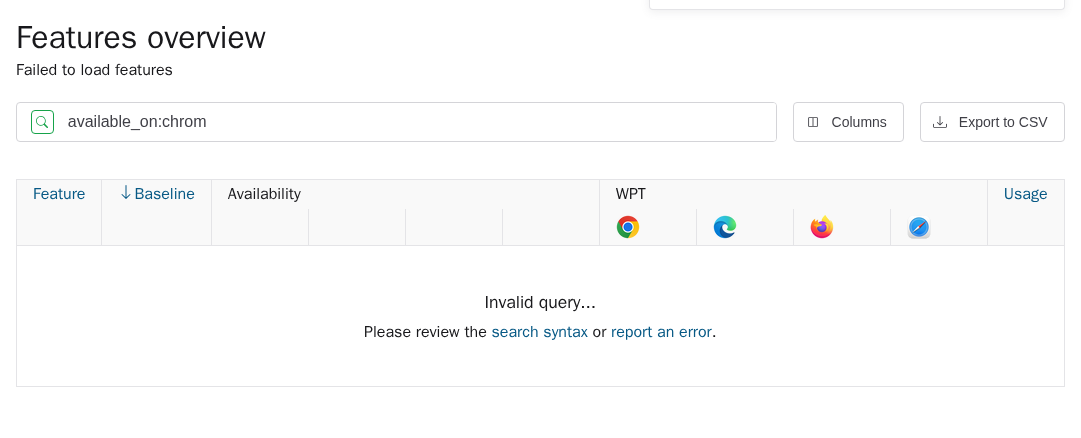 Features overview
Failed to load features
available_on:chrom
Columns
Export to CSV
Feature
Baseline
Availability
WPT
Usage
Invalid query...
Please review the search syntax or report an error.